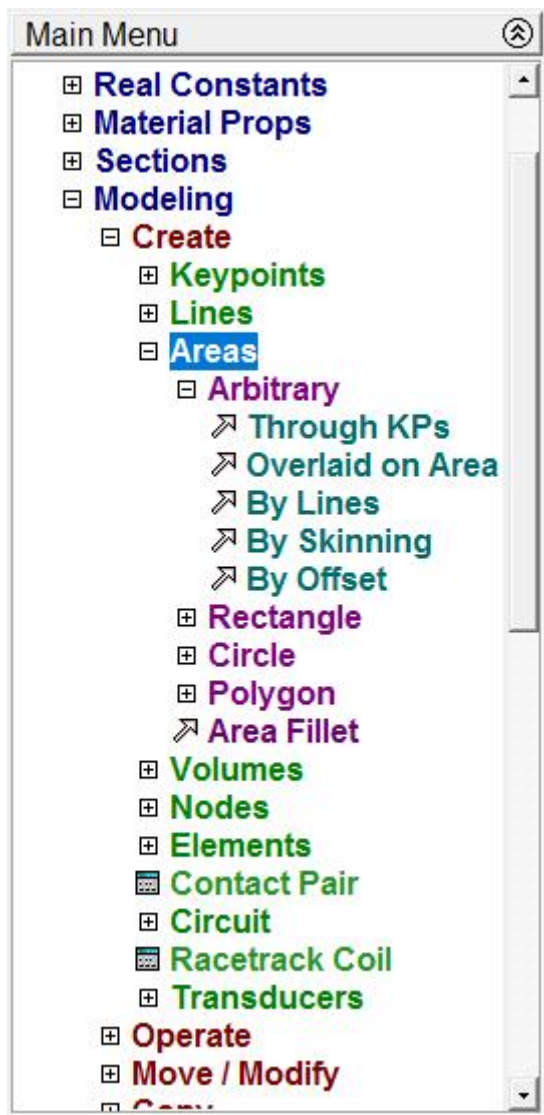 Main Menu
Real Constants
Material Props
Sections
Modeling
Create
Keypoints
Lines
Areas
Arbitrary
Through KPs
Overlaid on Area
By Lines
By Skinning
By Offset
Rectangle
Circle
Polygon
Area Fillet
Volumes
Nodes
Elements
Contact Pair
Circuit
Racetrack Coil
Transducers
Operate
Move / Modify